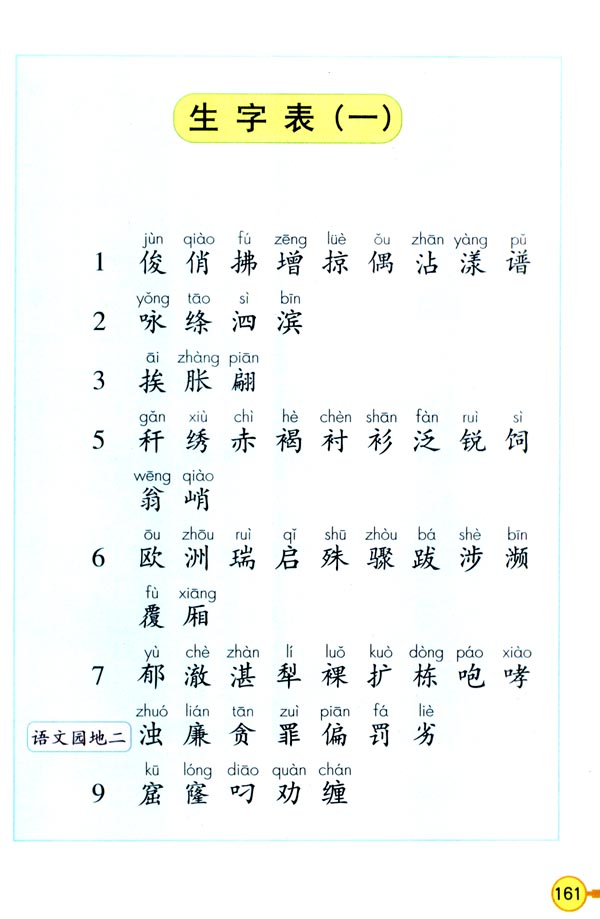 生字表（一）
jùn qiào fú zēng lüè ǒu zhān yàng pǔ
1 俊 俏 拂 增 掠 偶 沾 漾 谱
yǒng tāo sì bīn
2 咏 绦 泗 滨
āi zhàng piān
3 挨 胀 翩
gǎn xiù chì hè chèn shān fàn ruì sì
5 秆 绣 赤 褐 衬 衫 泛 锐 饲
wēng qiào
翁 峭
ōu zhōu ruì qǐ shū zhòu bá shè bīn
6 欧 洲 瑞 启 殊 骤 跋 涉 濒
fù xiāng
覆 厢
yù chè zhàn lí luǒ kuò dòng páo xiào
7 郁 澈 湛 犁 裸 扩 栋 咆 哮
zhuó lián tān zuì piān fá liè
语文园地二 浊 廉 贪 罪 偏 罚 劣
kū lóng diāo quàn chán
9 窟 窿 叼 劝 缠
161